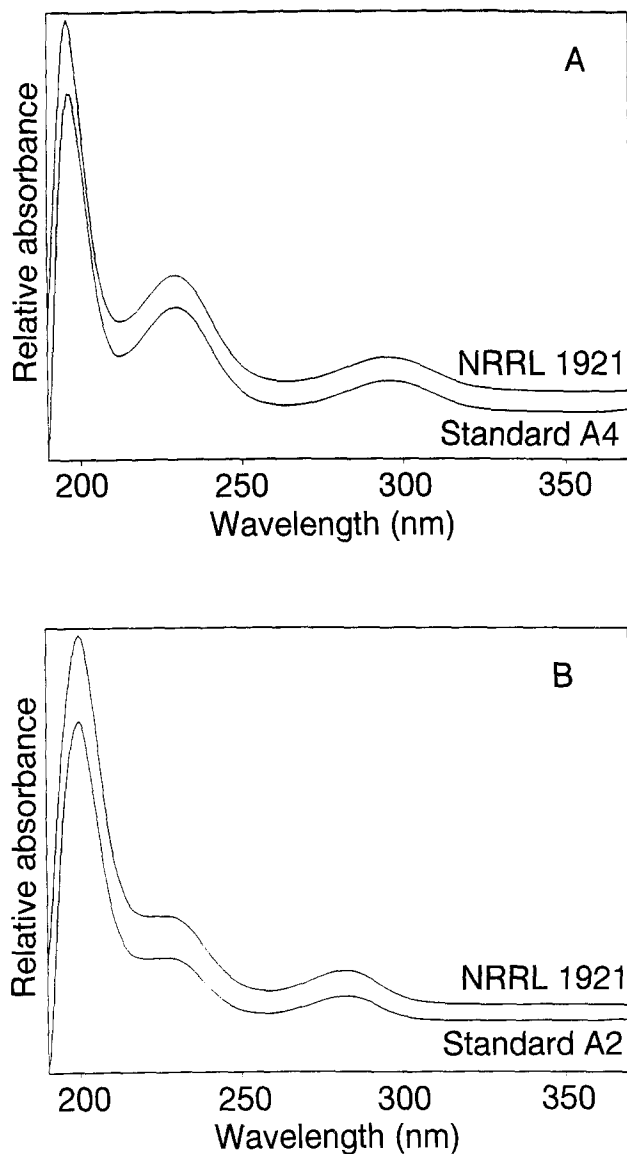 A
Relative absorbance
NRRL 1921
Standard A4
200 250 300 350
Wavelength (nm)
B
Relative absorbance
NRRL 1921
Standard A2
200 250 300 350
Wavelength (nm)